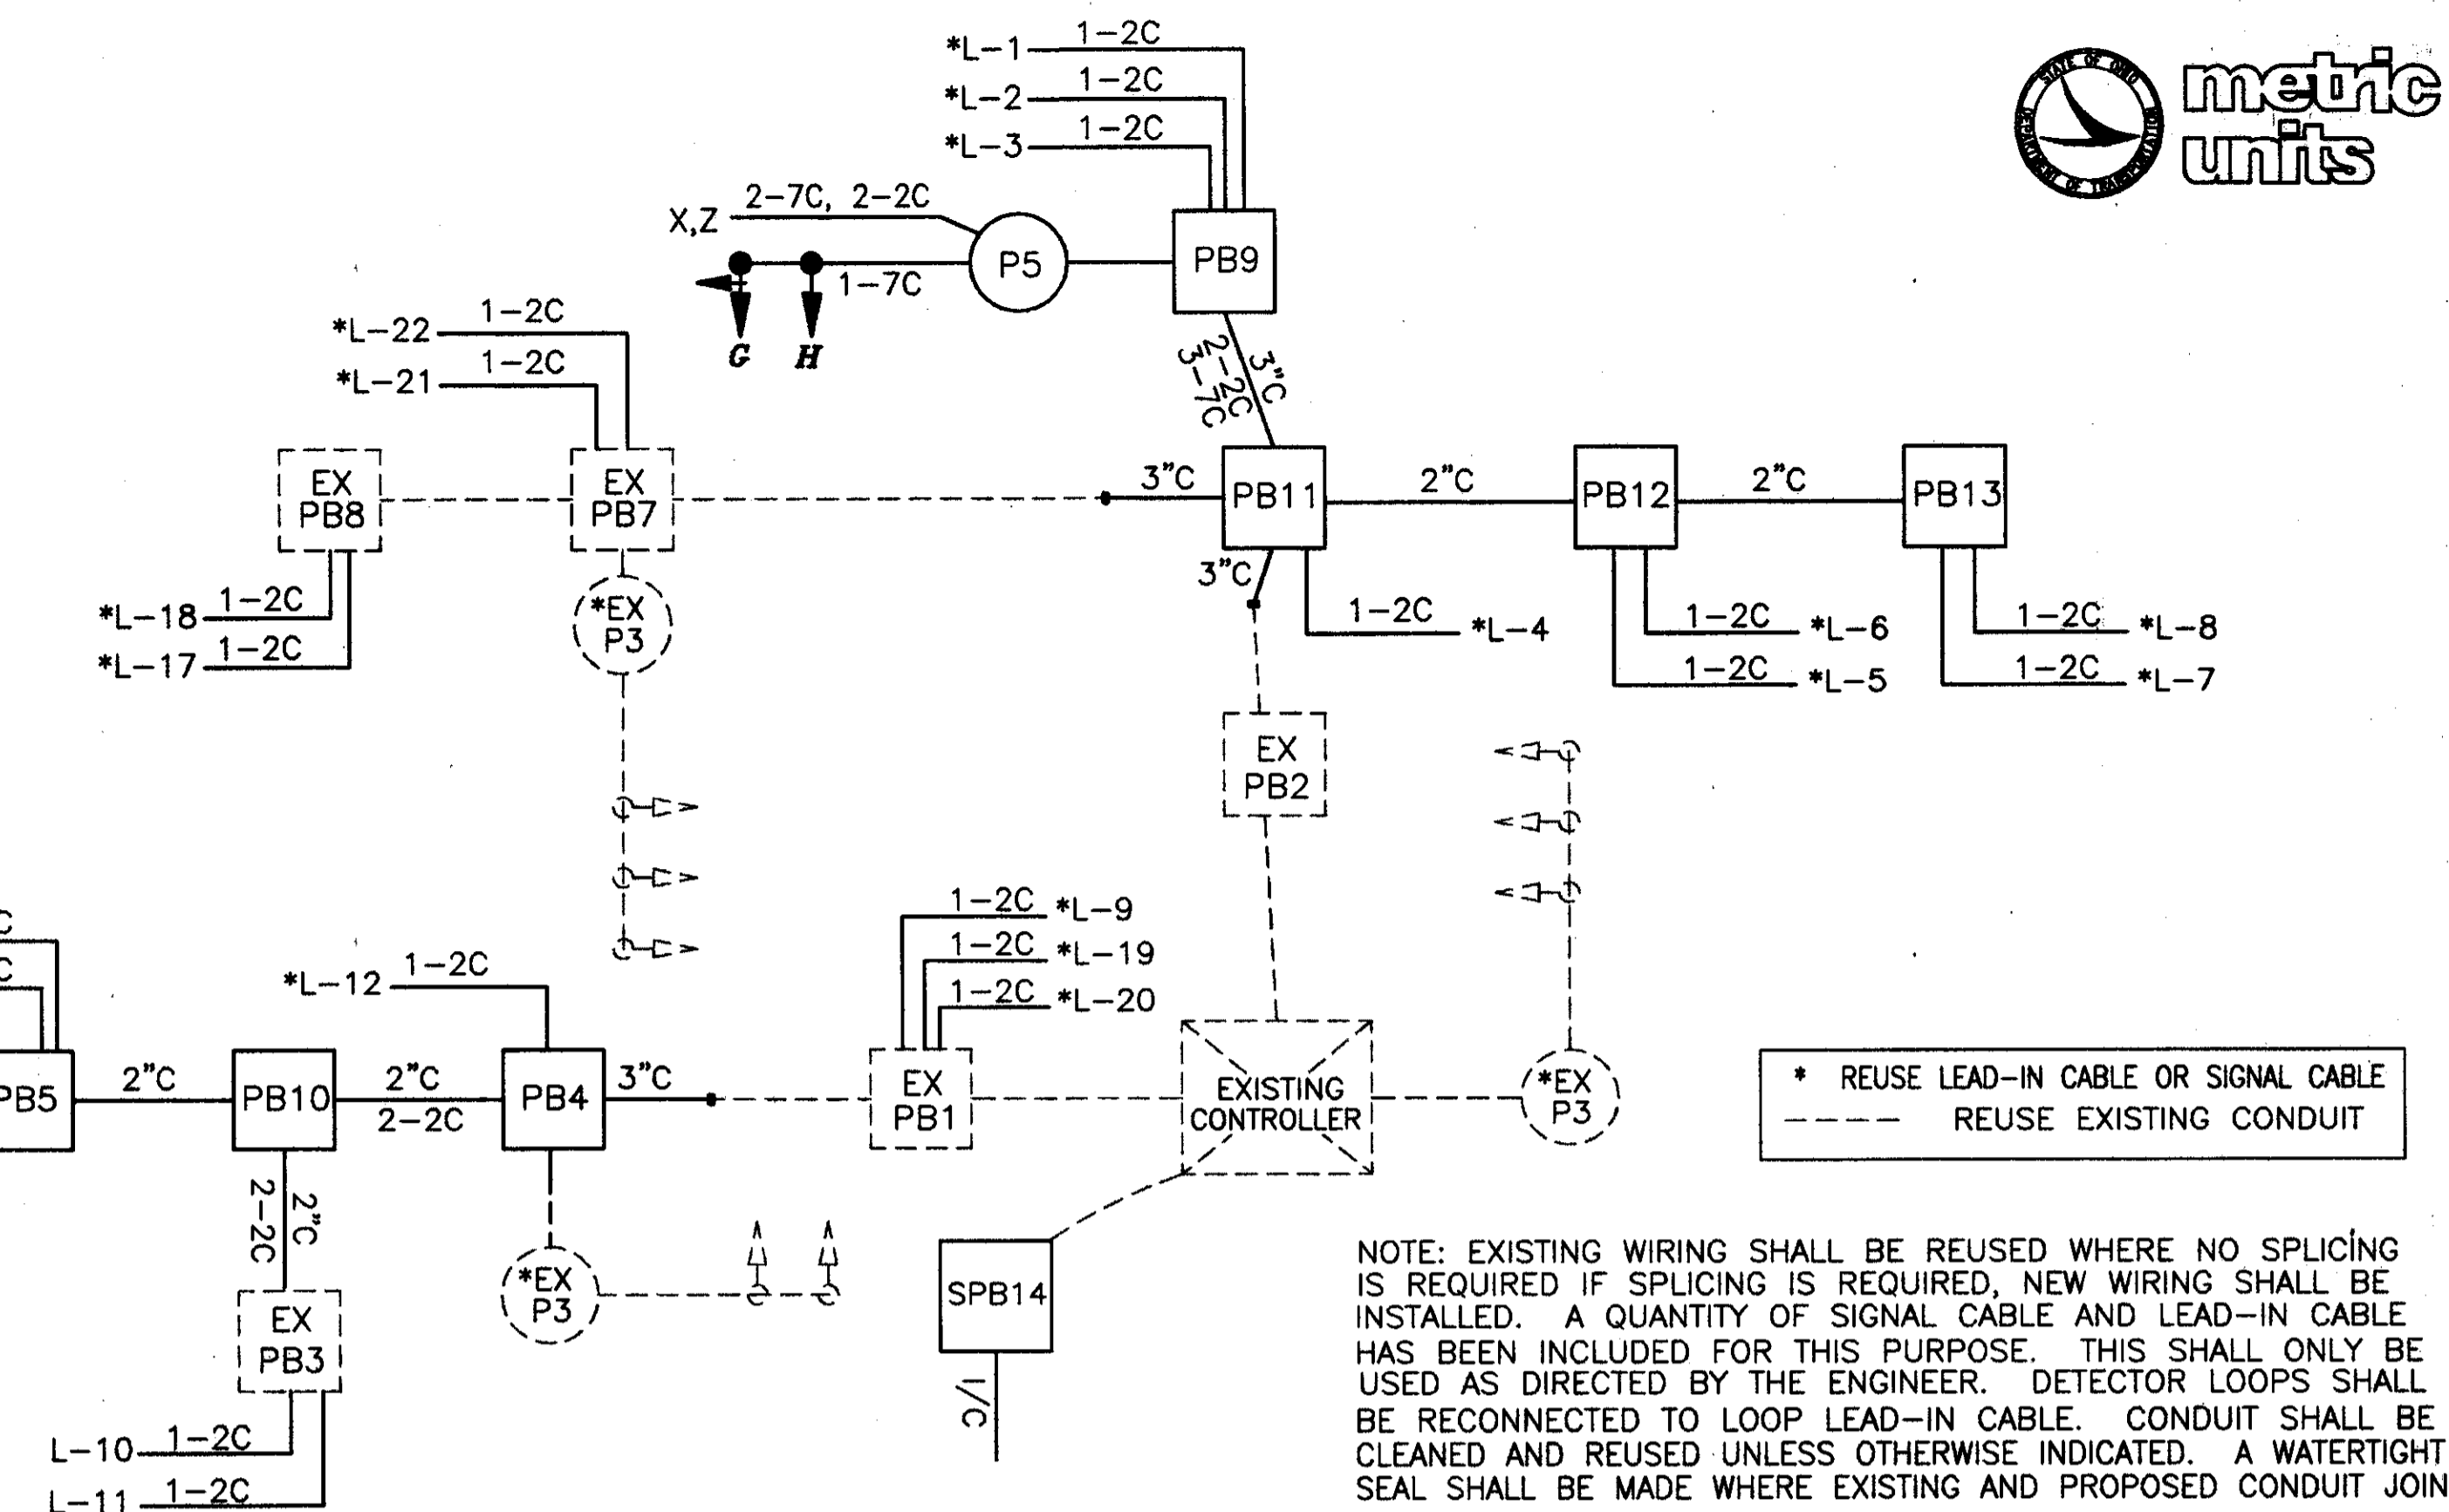 *L-1 1-2C
*L-2 1-2C
*L-3 1-2C
STATE OF OHIO
DEPARTMENT OF TRANSPORTATION
metric
units
X,Z 2-7C, 2-2C
P5
PB9
1-7C
G H
3"C
2-2C
3-7C
*L-22 1-2C
*L-21 1-2C
EX
PB8
EX
PB7
3"C
PB11
2"C
PB12
2"C
PB13
*L-18 1-2C
*L-17 1-2C
*EX
P3
3"C
1-2C *L-4
1-2C *L-6
1-2C *L-5
1-2C *L-8
1-2C *L-7
EX
PB2
1-2C *L-9
1-2C *L-19
1-2C *L-20
C
C
*L-12 1-2C
PB5
2"C
PB10
2"C
2-2C
PB4
3"C
EX
PB1
EXISTING
CONTROLLER
*EX
P3
* REUSE LEAD-IN CABLE OR SIGNAL CABLE
---- REUSE EXISTING CONDUIT
2"C
2-2C
EX
PB3
*EX
P3
SPB14
I/C
L-10 1-2C
L-11 1-2C
NOTE: EXISTING WIRING SHALL BE REUSED WHERE NO SPLICING
IS REQUIRED IF SPLICING IS REQUIRED, NEW WIRING SHALL BE
INSTALLED. A QUANTITY OF SIGNAL CABLE AND LEAD-IN CABLE
HAS BEEN INCLUDED FOR THIS PURPOSE. THIS SHALL ONLY BE
USED AS DIRECTED BY THE ENGINEER. DETECTOR LOOPS SHALL
BE RECONNECTED TO LOOP LEAD-IN CABLE. CONDUIT SHALL BE
CLEANED AND REUSED UNLESS OTHERWISE INDICATED. A WATERTIGHT
SEAL SHALL BE MADE WHERE EXISTING AND PROPOSED CONDUIT JOIN